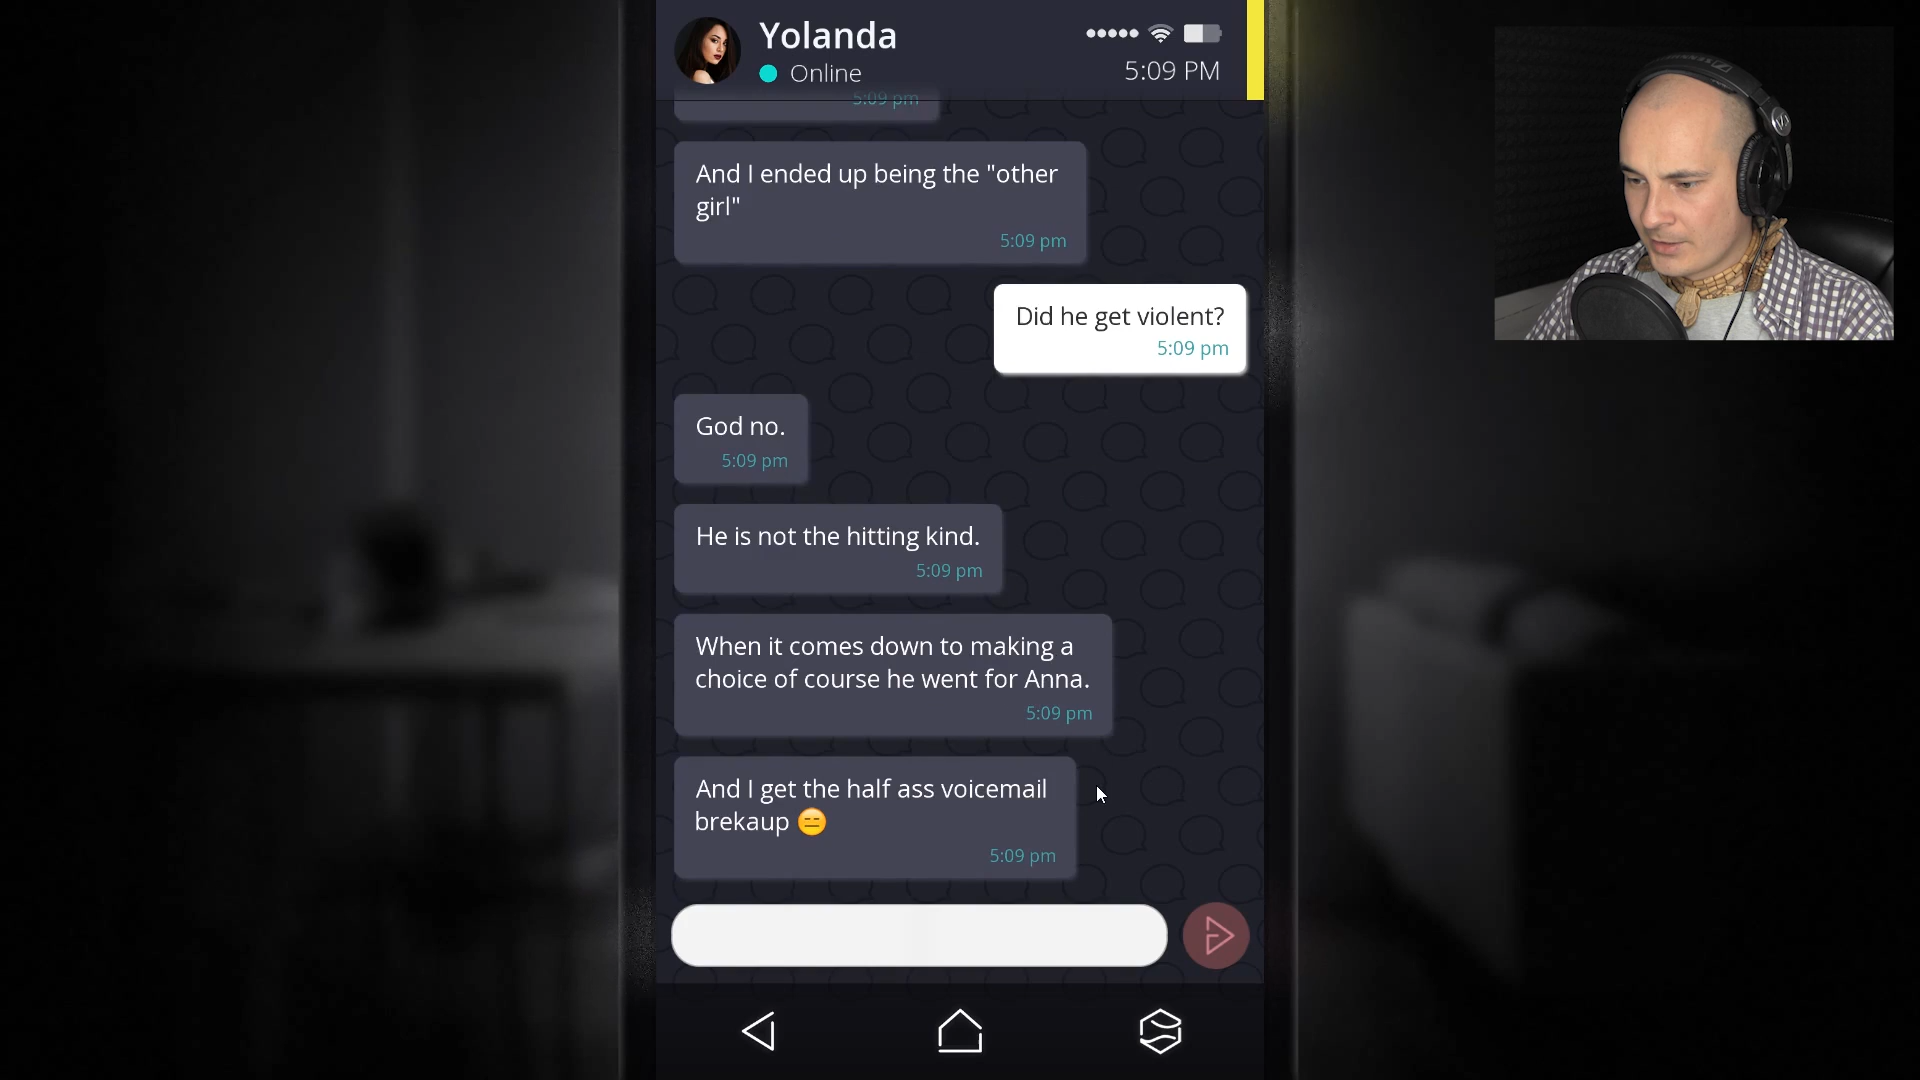 Yolanda
Online
5:09 PM
5:09 pm
And I ended up being the "other
girl"
5:09 pm
Did he get violent?
5:09 pm
God no.
5:09 pm
He is not the hitting kind.
5:09 pm
When it comes down to making a
choice of course he went for Anna.
5:09 pm
And I get the half ass voicemail
brekaup 😑
5:09 pm